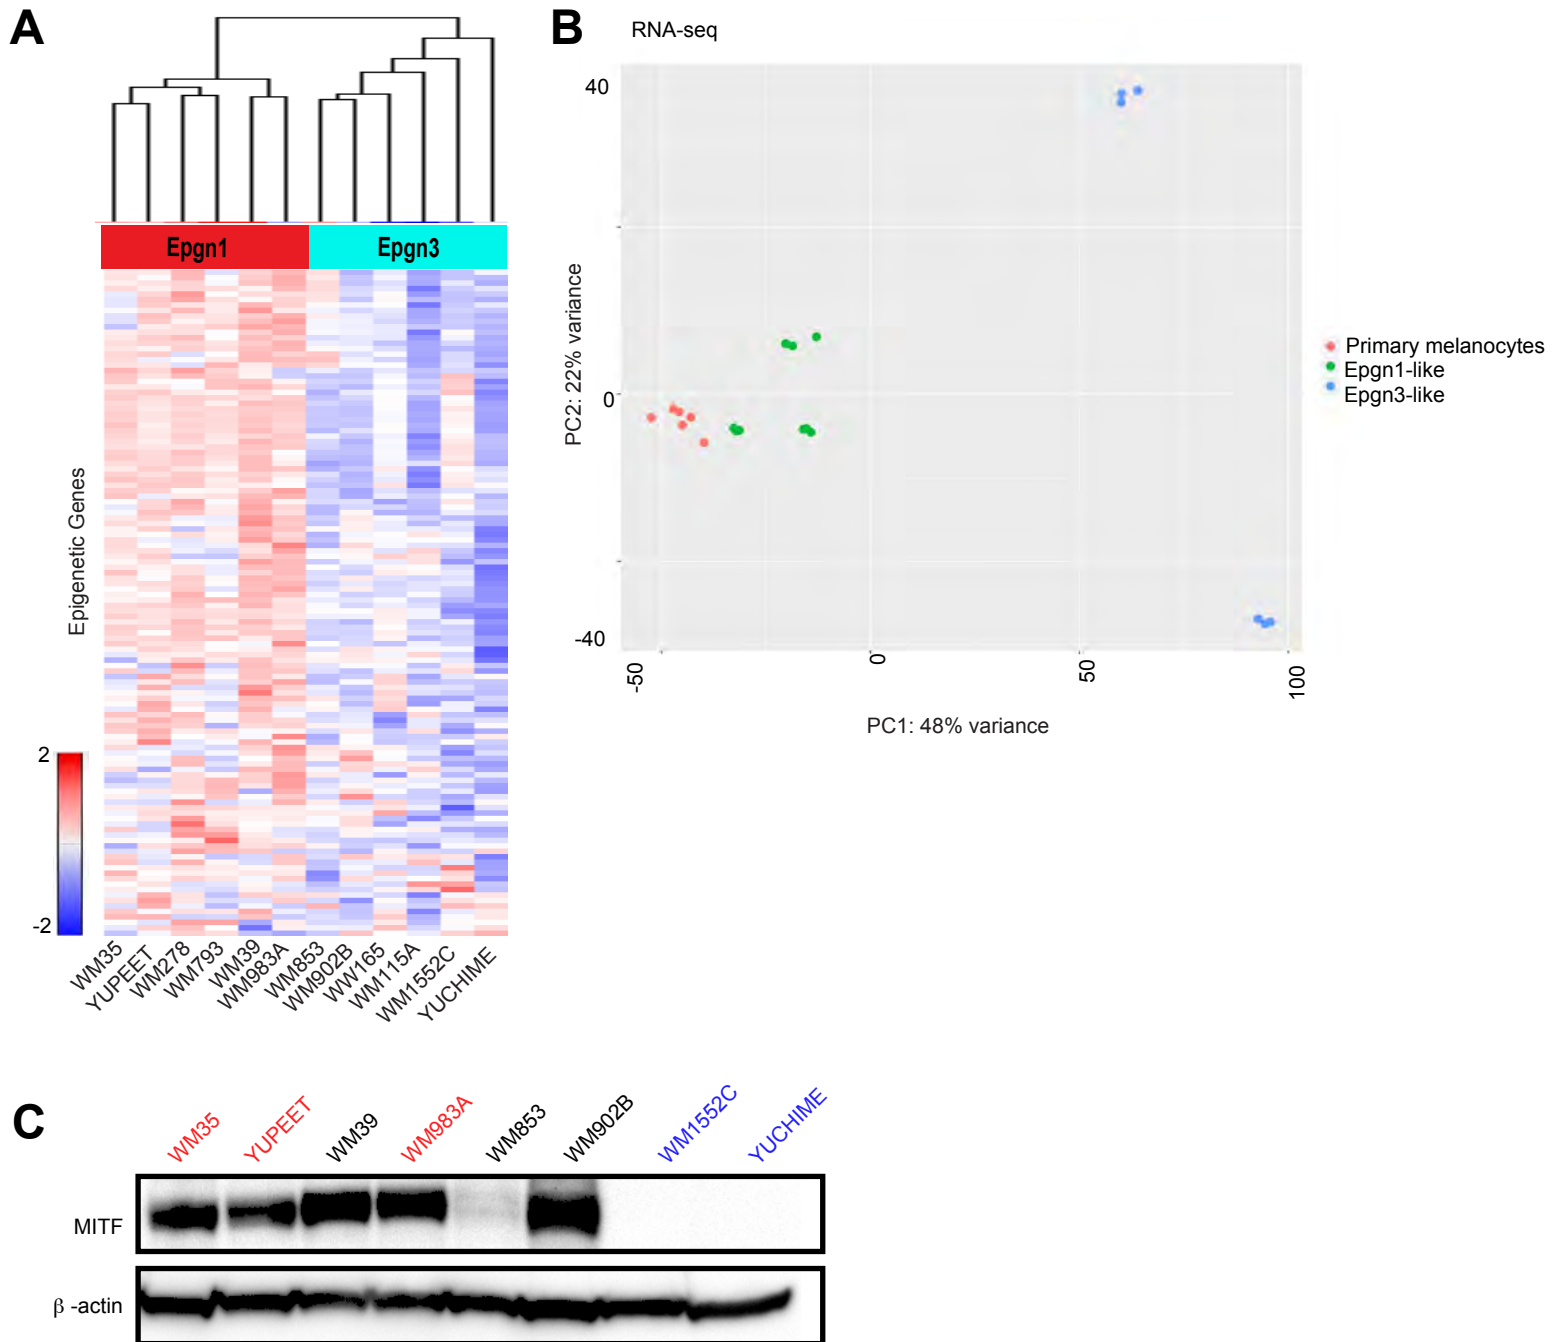 A
Epgn1 Epgn3
Epigenetic Genes
2
-2
WM35 YUPEET WM278 WM793 WM39 WM983A WM853 WM902B WW165 WM115A WM1552C YUCHIME
B
RNA-seq
40
0
-40
PC2: 22% variance
-50 0 50 100
PC1: 48% variance
Primary melanocytes
Epgn1-like
Epgn3-like
C
WM35 YUPEET WM39 WM983A WM853 WM902B WM1552C YUCHIME
MITF
β -actin